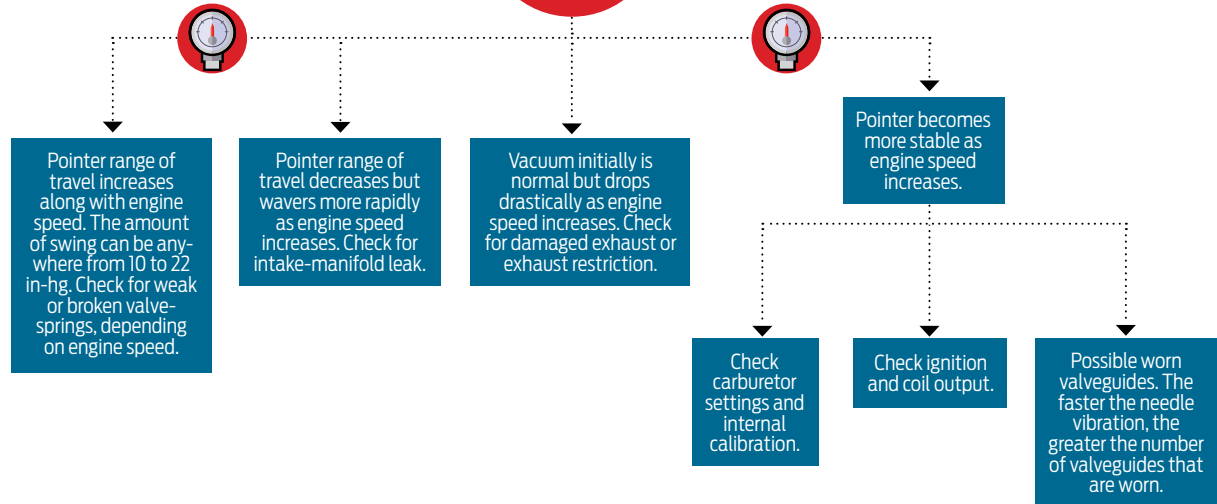 Pointer range of
travel increases
along with engine
speed. The amount
of swing can be any-
where from 10 to 22
in-hg. Check for weak
or broken valve-
springs, depending
on engine speed.
Pointer range of
travel decreases but
wavers more rapidly
as engine speed
increases. Check for
intake-manifold leak.
Vacuum initially is
normal but drops
drastically as engine
speed increases. Check
for damaged exhaust or
exhaust restriction.
Pointer becomes
more stable as
engine speed
increases.
Check
carburetor
settings and
internal
calibration.
Check ignition
and coil output.
Possible worn
valveguides. The
faster the needle
vibration, the
greater the number
of valveguides that
are worn.